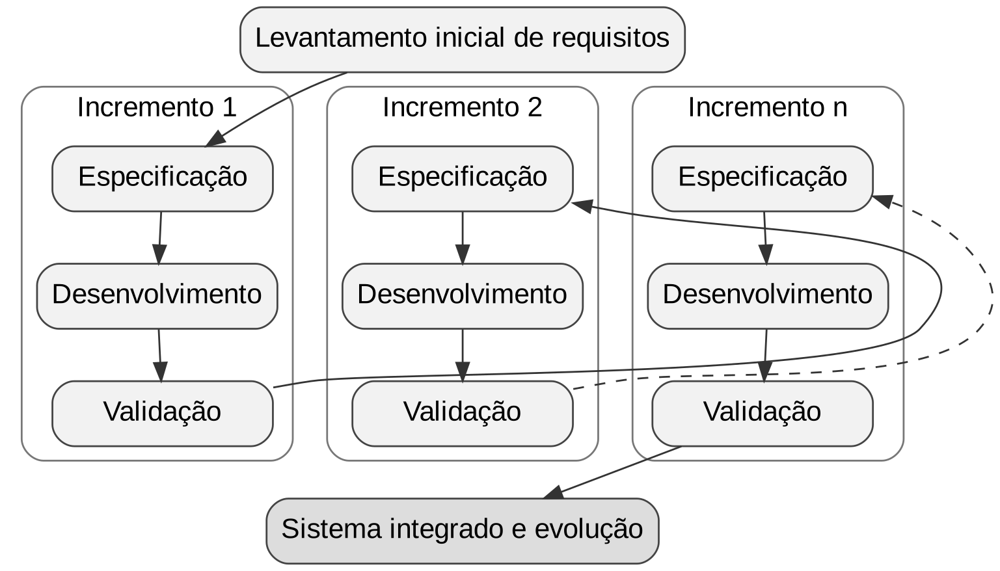 Levantamento inicial de requisitos
Incremento 1
Especificação
Desenvolvimento
Validação
Incremento 2
Especificação
Desenvolvimento
Validação
Incremento n
Especificação
Desenvolvimento
Validação
Sistema integrado e evolução